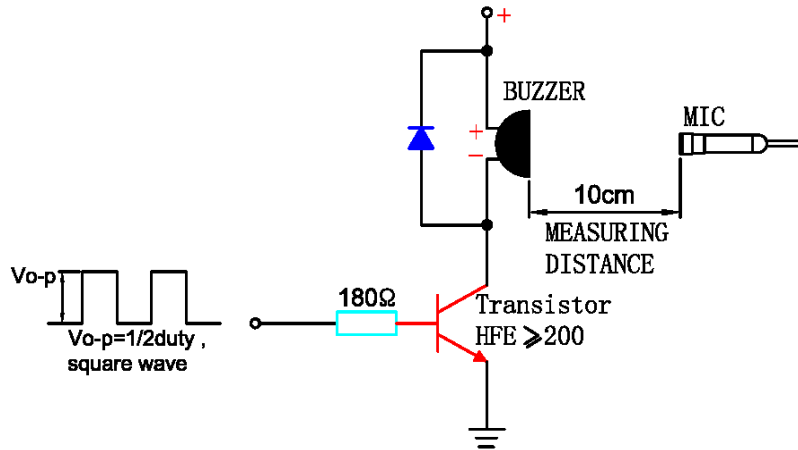 +
BUZZER
MIC
+
−
10cm
MEASURING
DISTANCE
Vo-p
180Ω
Transistor
HFE ⩾200
Vo-p=1/2duty ,
square wave